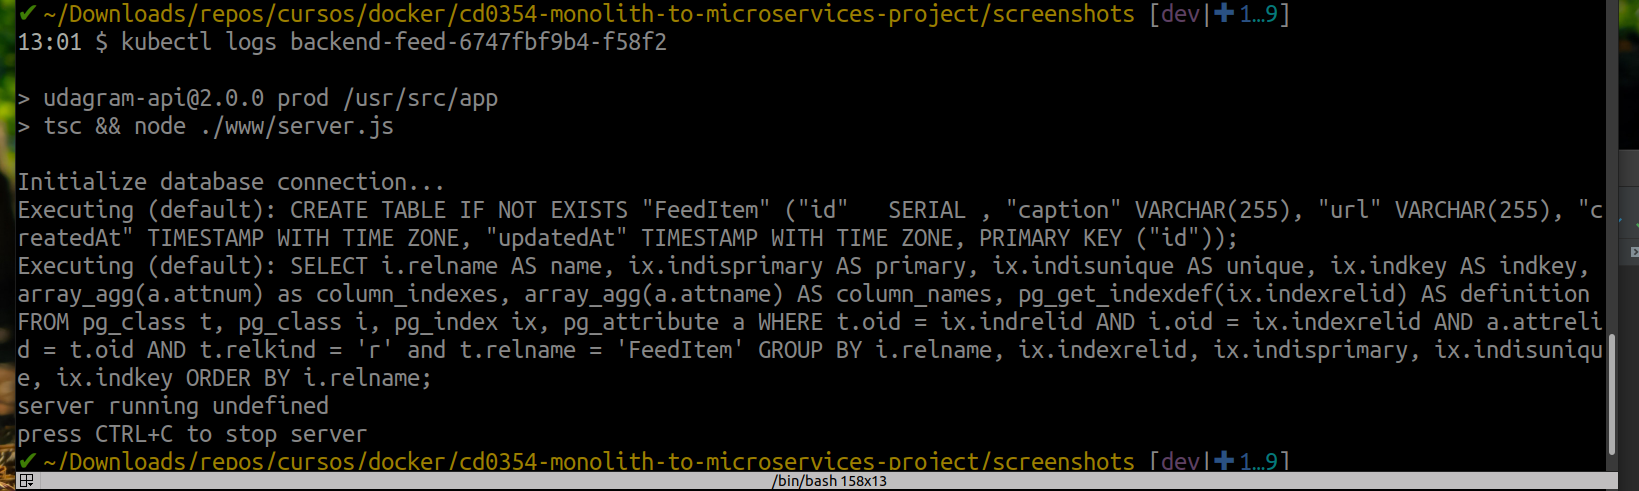 ✔ ~/Downloads/repos/cursos/docker/cd0354-monolith-to-microservices-project/screenshots [dev|✚ 1…9]
13:01 $ kubectl logs backend-feed-6747fbf9b4-f58f2
> udagram-api@2.0.0 prod /usr/src/app
> tsc && node ./www/server.js
Initialize database connection...
Executing (default): CREATE TABLE IF NOT EXISTS "FeedItem" ("id"   SERIAL , "caption" VARCHAR(255), "url" VARCHAR(255), "c
reatedAt" TIMESTAMP WITH TIME ZONE, "updatedAt" TIMESTAMP WITH TIME ZONE, PRIMARY KEY ("id"));
Executing (default): SELECT i.relname AS name, ix.indisprimary AS primary, ix.indisunique AS unique, ix.indkey AS indkey,
array_agg(a.attnum) as column_indexes, array_agg(a.attname) AS column_names, pg_get_indexdef(ix.indexrelid) AS definition
FROM pg_class t, pg_class i, pg_index ix, pg_attribute a WHERE t.oid = ix.indrelid AND i.oid = ix.indexrelid AND a.attreli
d = t.oid AND t.relkind = 'r' and t.relname = 'FeedItem' GROUP BY i.relname, ix.indexrelid, ix.indisprimary, ix.indisuniqu
e, ix.indkey ORDER BY i.relname;
server running undefined
press CTRL+C to stop server
✔ ~/Downloads/repos/cursos/docker/cd0354-monolith-to-microservices-project/screenshots [dev|✚ 1…9]
/bin/bash 158x13